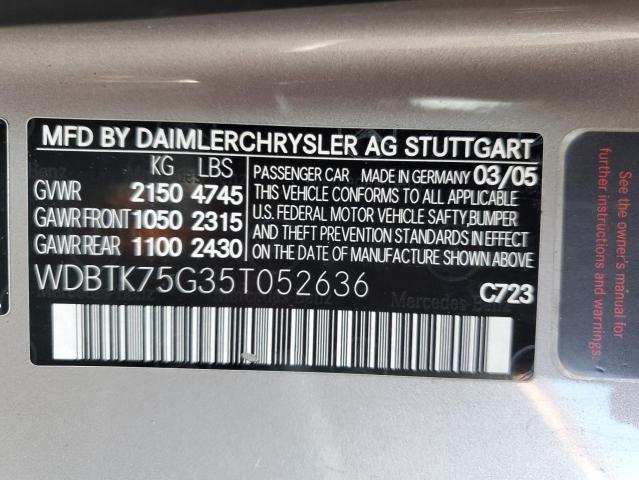 MFD BY DAIMLERCHRYSLER AG STUTTGART
KG LBS
GVWR 2150 4745
GAWR FRONT 1050 2315
GAWR REAR 1100 2430
PASSENGER CAR MADE IN GERMANY 03/05
THIS VEHICLE CONFORMS TO ALL APPLICABLE
U.S. FEDERAL MOTOR VEHICLE SAFTY,BUMPER
AND THEFT PREVENTION STANDARDS IN EFFECT
ON THE DATE OF MANUFACTURE SHOWN ABOVE.
WDBTK75G35T052636
Mercedes-Benz
C723
See owner's manual for
further instructions and warnings.